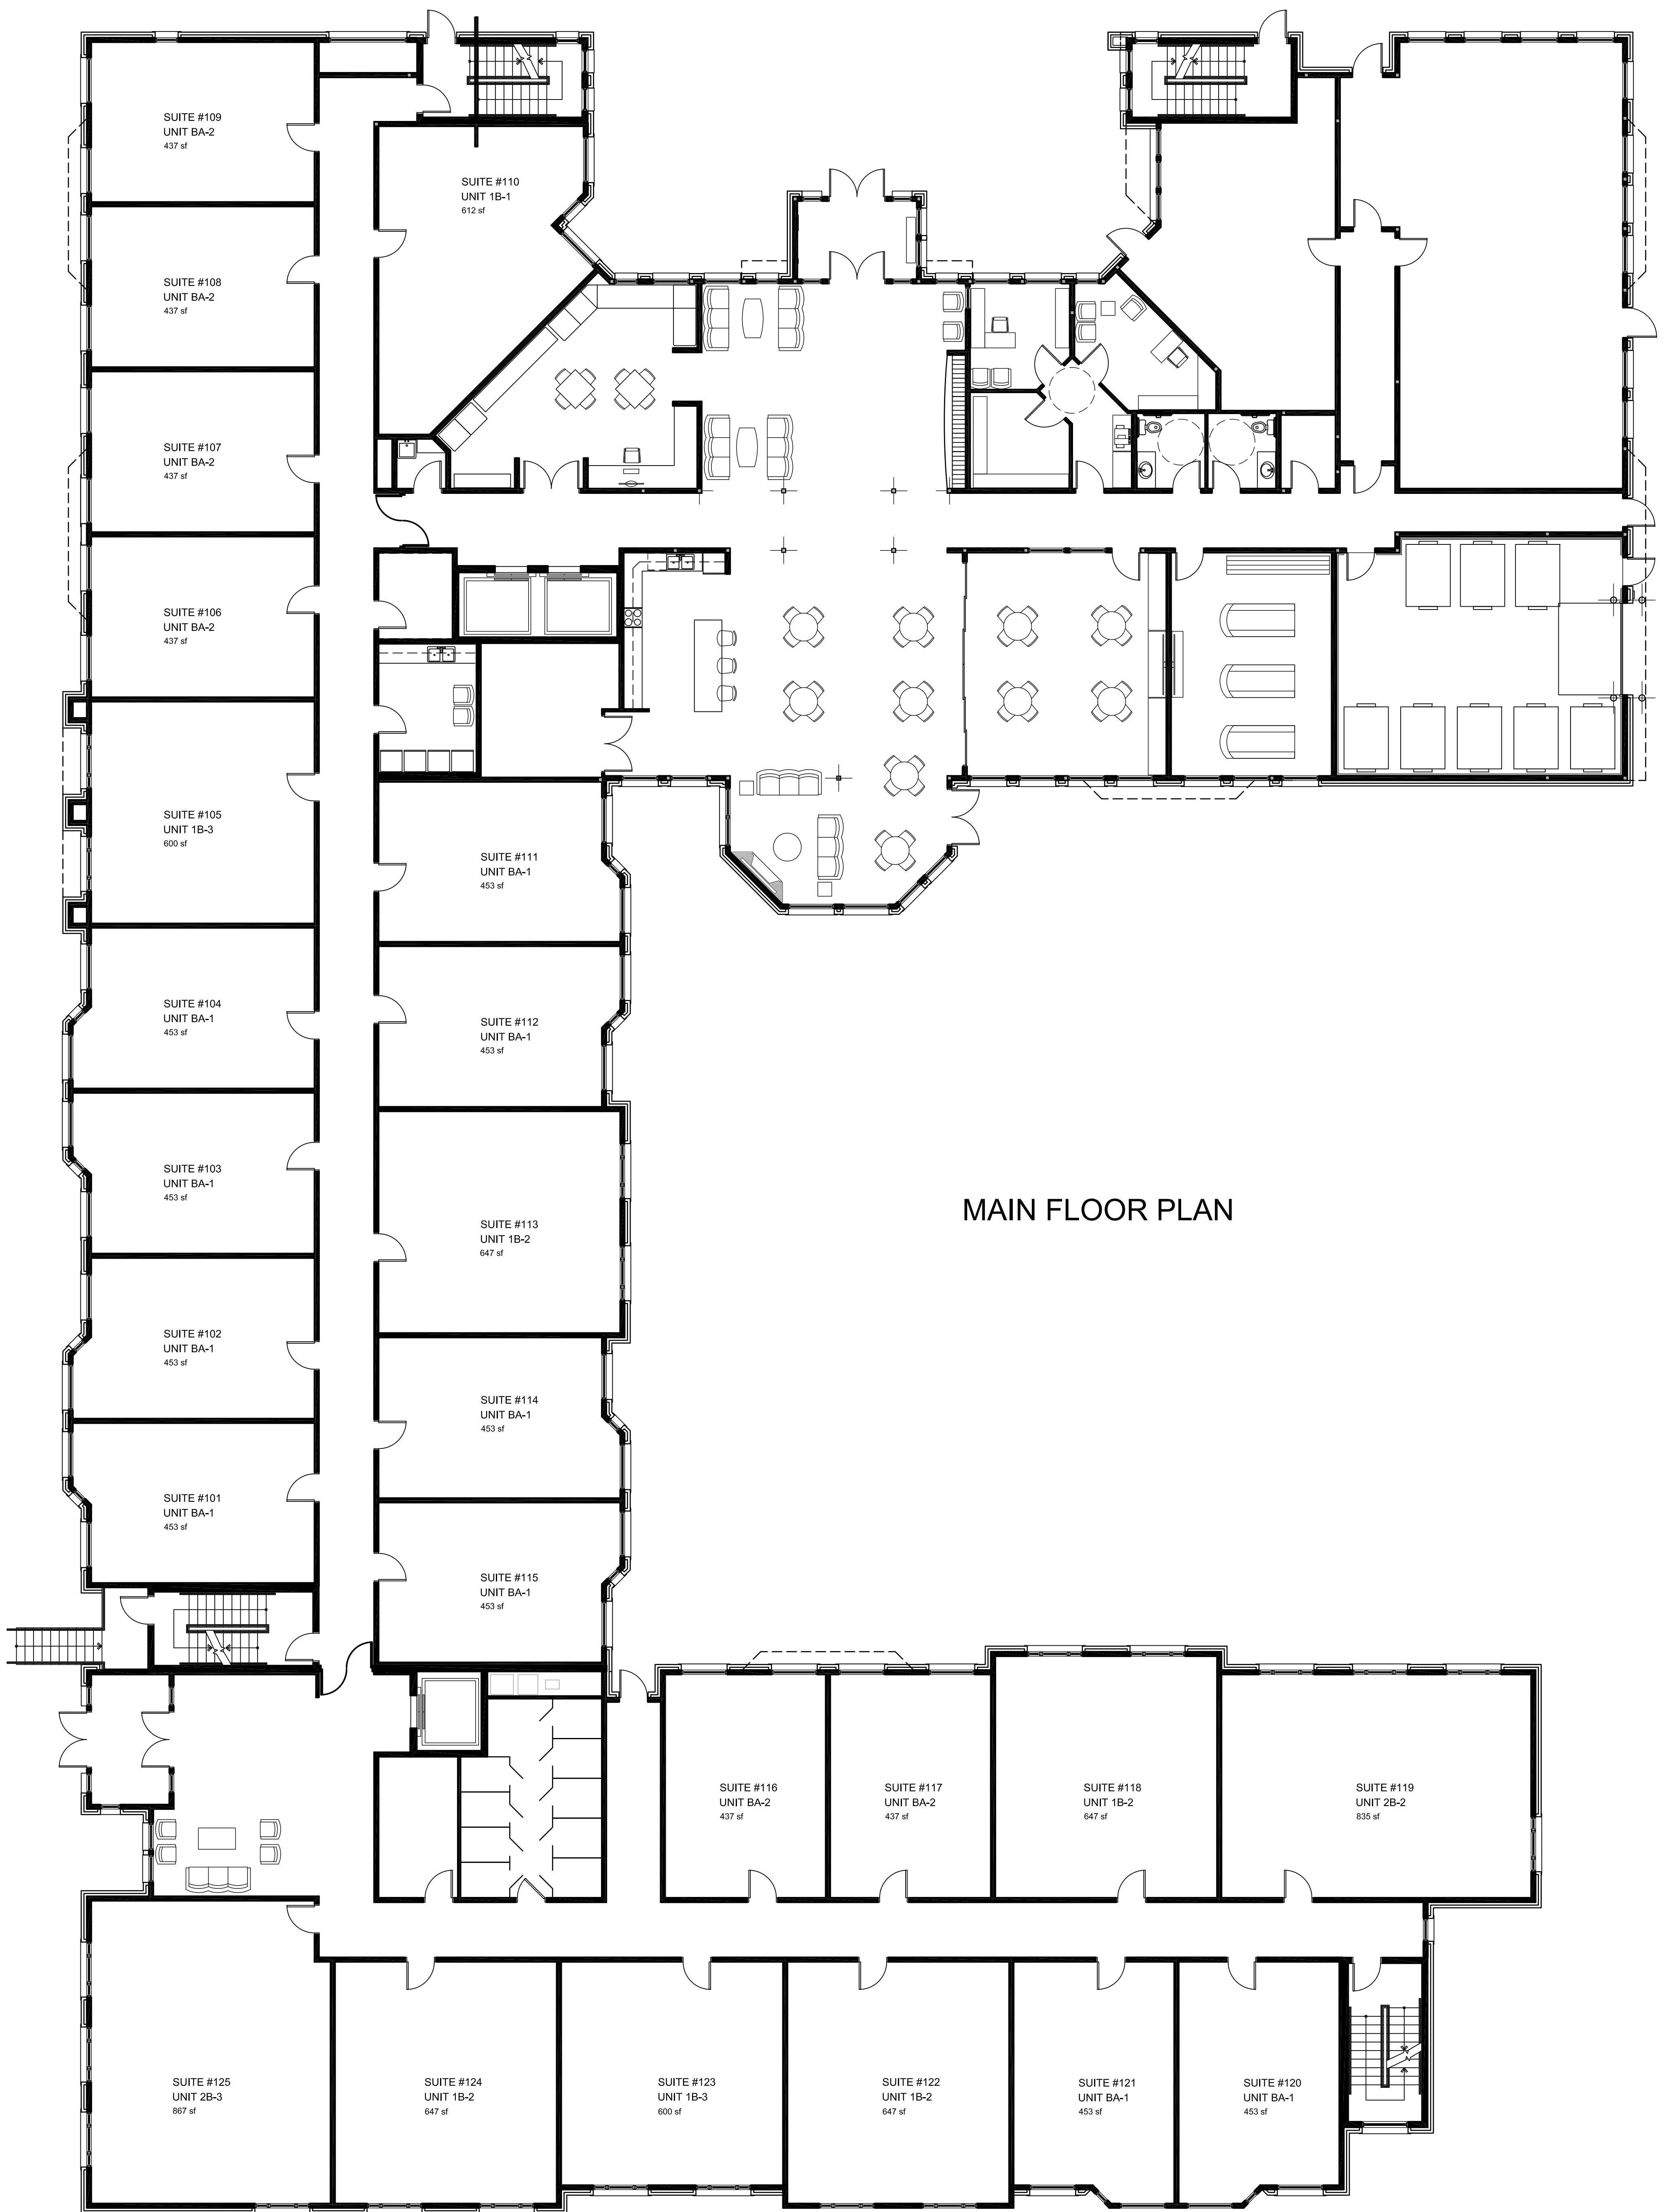 SUITE #109
UNIT BA-2
437 sf
SUITE #110
UNIT 1B-1
612 sf
SUITE #108
UNIT BA-2
437 sf
SUITE #107
UNIT BA-2
437 sf
SUITE #106
UNIT BA-2
437 sf
SUITE #105
UNIT 1B-3
600 sf
SUITE #111
UNIT BA-1
453 sf
SUITE #104
UNIT BA-1
453 sf
SUITE #112
UNIT BA-1
453 sf
SUITE #103
UNIT BA-1
453 sf
MAIN FLOOR PLAN
SUITE #113
UNIT 1B-2
647 sf
SUITE #102
UNIT BA-1
453 sf
SUITE #114
UNIT BA-1
453 sf
SUITE #101
UNIT BA-1
453 sf
SUITE #115
UNIT BA-1
453 sf
SUITE #116
UNIT BA-2
437 sf
SUITE #117
UNIT BA-2
437 sf
SUITE #118
UNIT 1B-2
647 sf
SUITE #119
UNIT 2B-2
835 sf
SUITE #125
UNIT 2B-3
867 sf
SUITE #124
UNIT 1B-2
647 sf
SUITE #123
UNIT 1B-3
600 sf
SUITE #122
UNIT 1B-2
647 sf
SUITE #121
UNIT BA-1
453 sf
SUITE #120
UNIT BA-1
453 sf